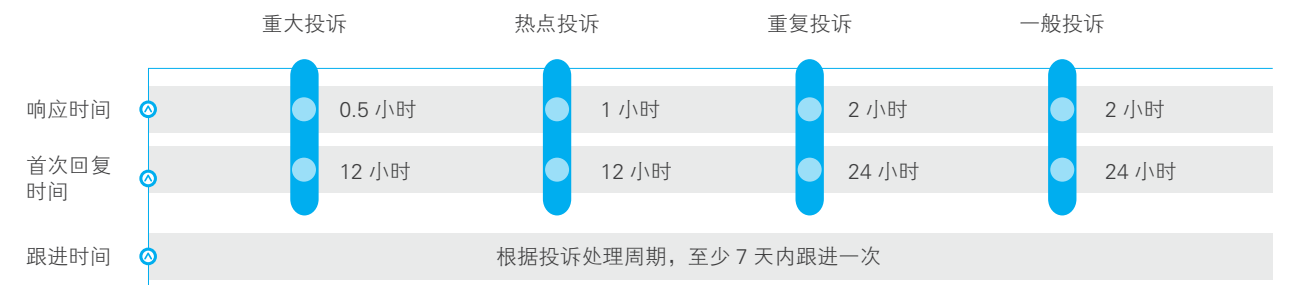 重大投诉 热点投诉 重复投诉 一般投诉
响应时间 0.5 小时 1 小时 2 小时 2 小时
首次回复
时间 12 小时 12 小时 24 小时 24 小时
跟进时间 根据投诉处理周期，至少 7 天内跟进一次